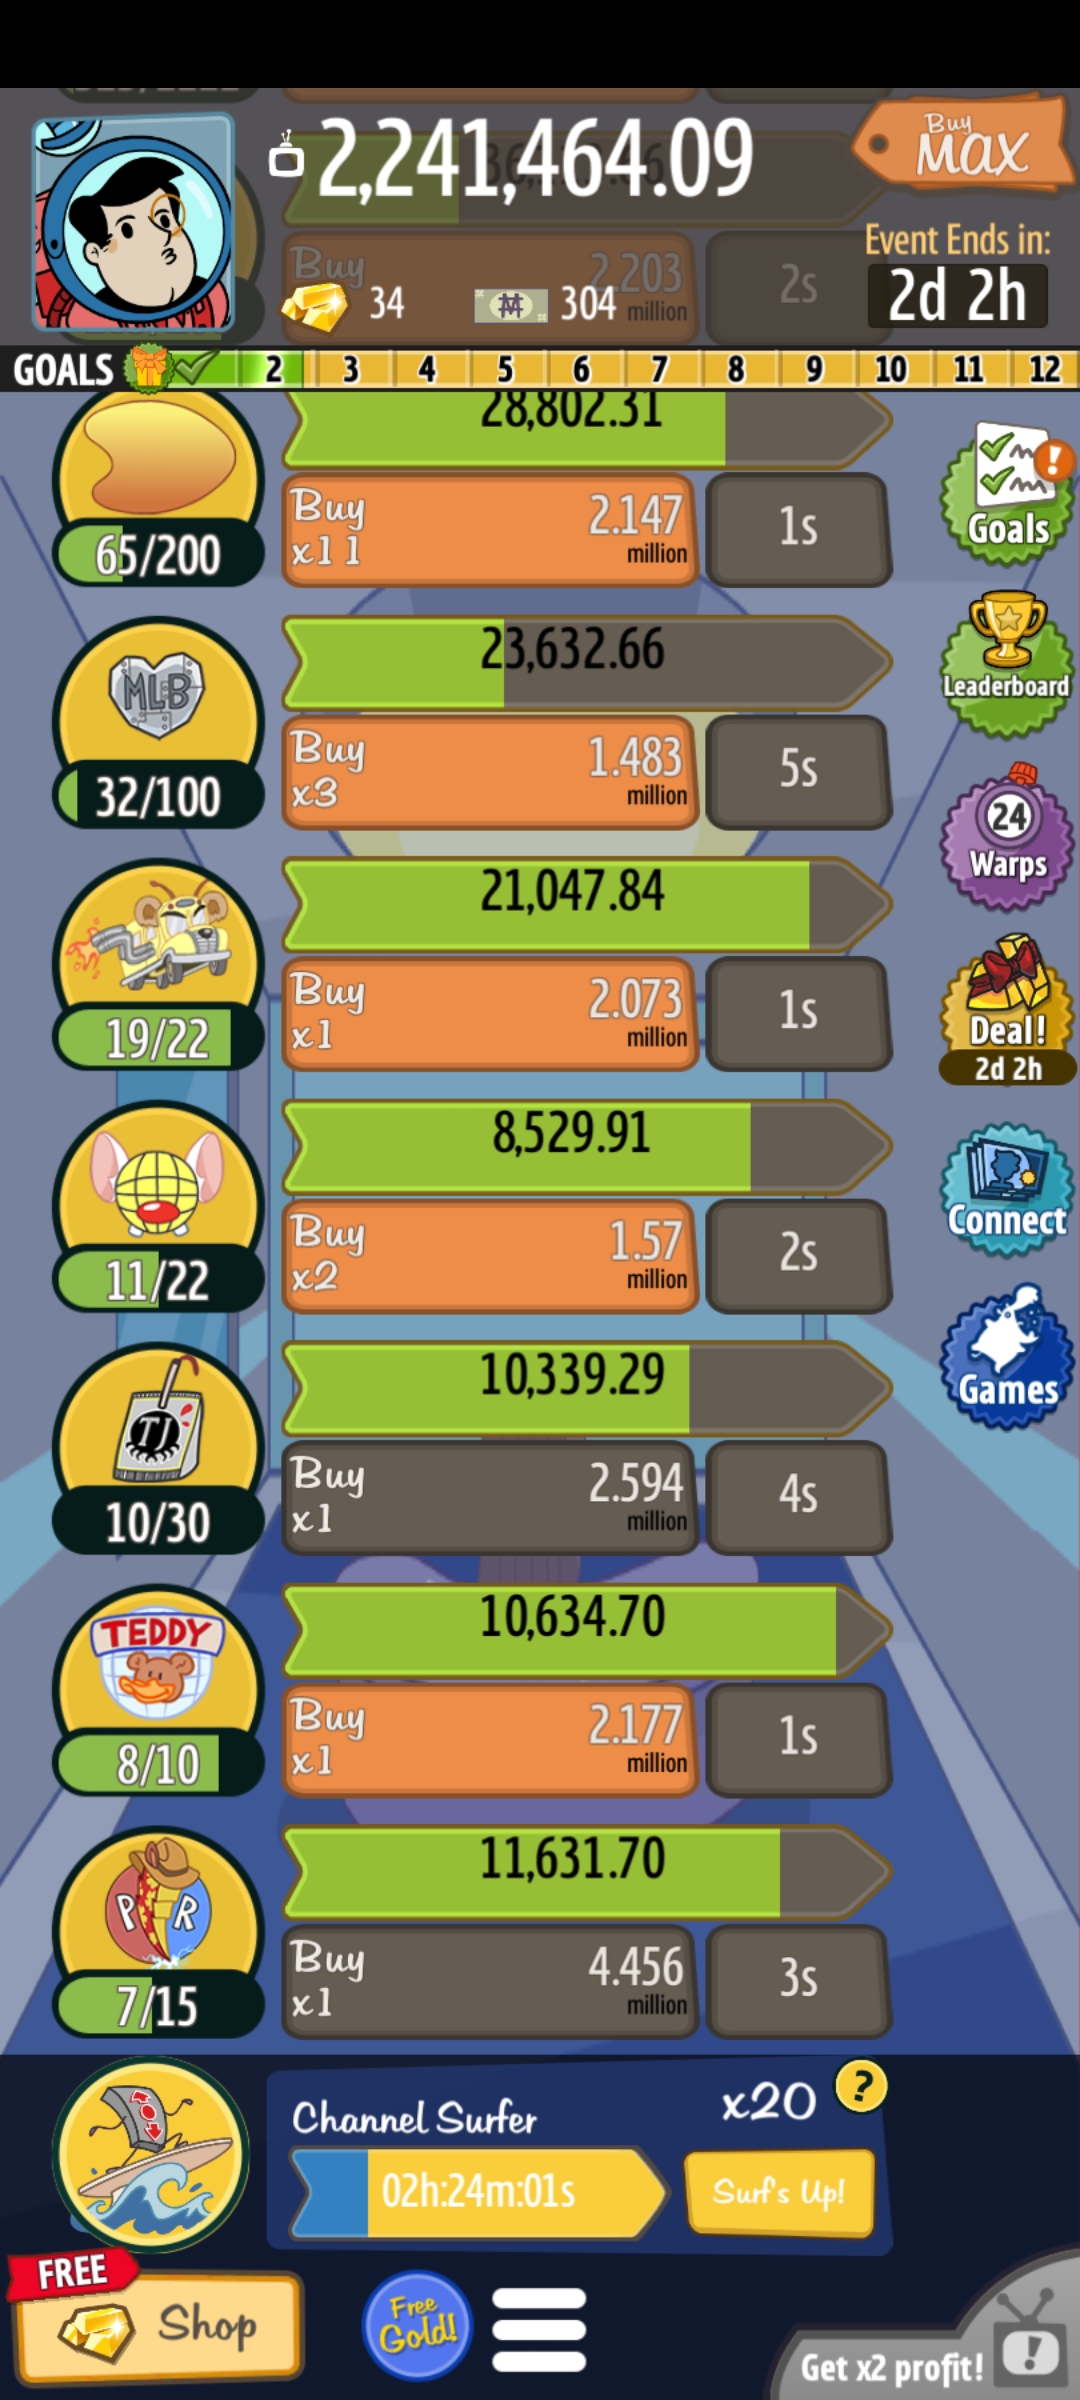 2,241,464.09
Buy
MAX
Event Ends in:
2d 2h
Buy
2.203
million
2s
34
304
GOALS 2 3 4 5 6 7 8 9 10 11 12
28,802.31
Buy
x11
2.147
million
1s
65/200
Goals
23,632.66
MLB
Buy
x3
1.483
million
5s
32/100
Leaderboard
24
Warps
21,047.84
Buy
x1
2.073
million
1s
19/22
Deal!
2d 2h
8,529.91
Buy
x2
1.57
million
2s
11/22
Connect
10,339.29
TJ
Buy
x1
2.594
million
4s
10/30
Games
10,634.70
TEDDY
Buy
x1
2.177
million
1s
8/10
11,631.70
P R
Buy
x1
4.456
million
3s
7/15
Channel Surfer
x20
?
02h:24m:01s
Surf's Up!
FREE
Shop
Free
Gold!
Get x2 profit!